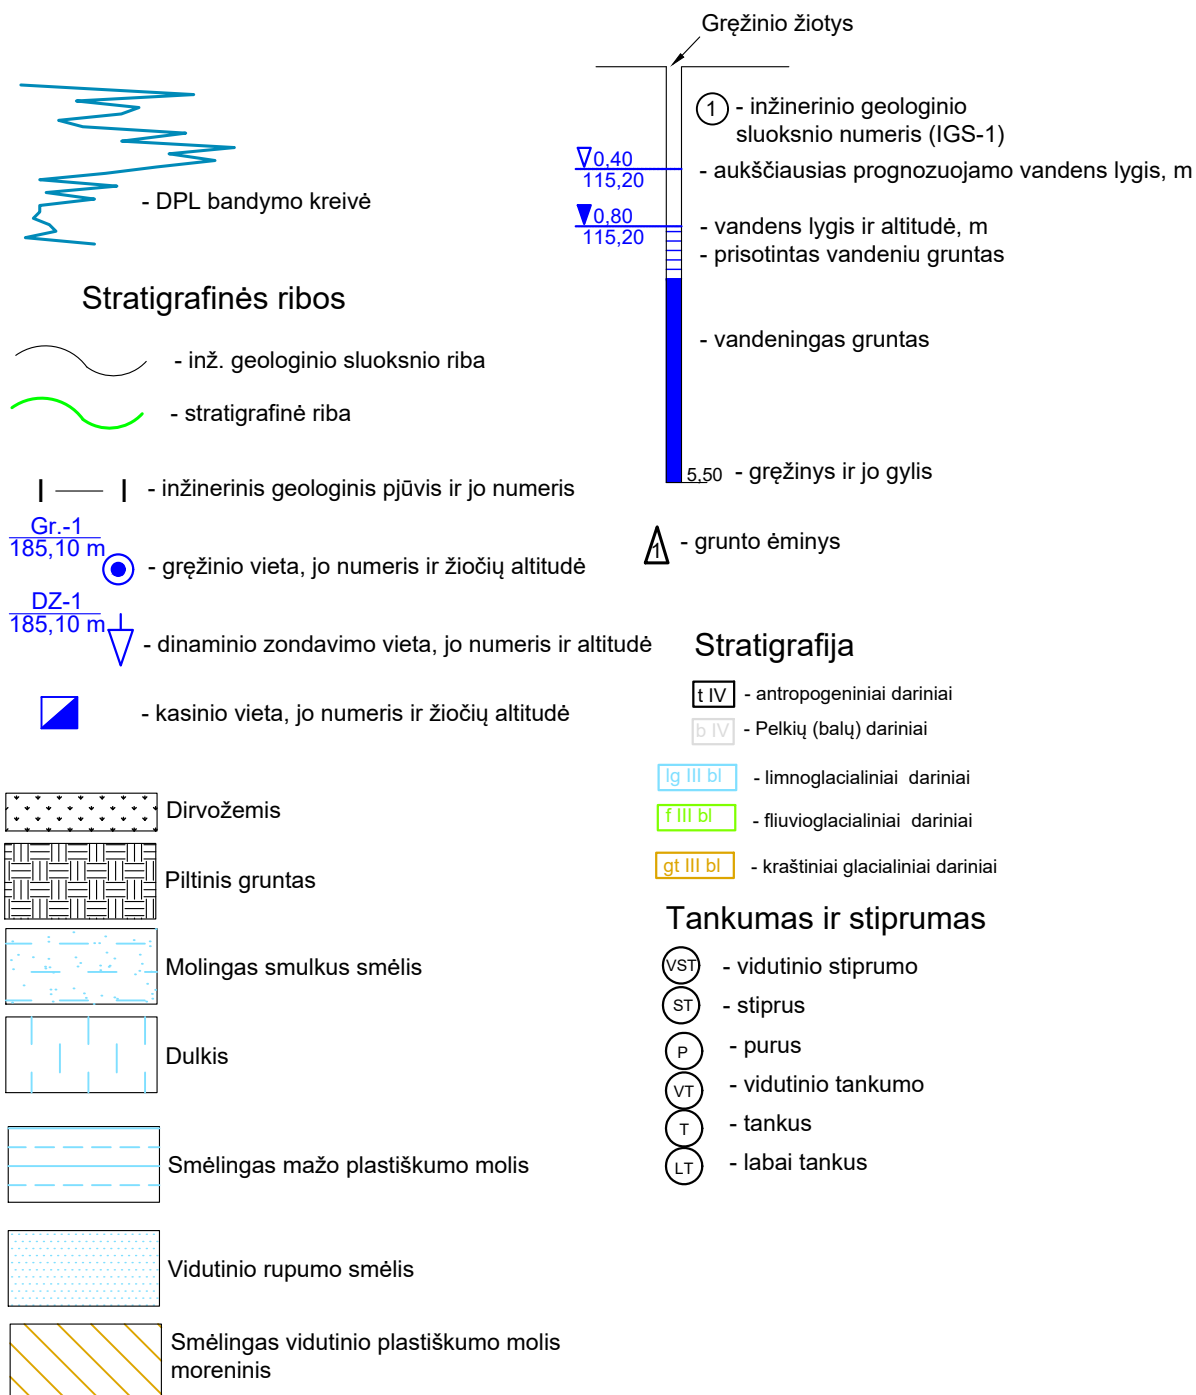 Gręžinio žiotys
1 - inžinerinio geologinio
sluoksnio numeris (IGS-1)
0,40
115,20
- aukščiausias prognozuojamo vandens lygis, m
0,80
115,20
- vandens lygis ir altitudė, m
- prisotintas vandeniu gruntas
- vandeningas gruntas
5,50 - gręžinys ir jo gylis
1 - grunto ėminys
- DPL bandymo kreivė
Stratigrafinės ribos
- inž. geologinio sluoksnio riba
- stratigrafinė riba
- inžinerinis geologinis pjūvis ir jo numeris
Gr.-1
185,10 m
- gręžinio vieta, jo numeris ir žiočių altitudė
DZ-1
185,10 m
- dinaminio zondavimo vieta, jo numeris ir altitudė
- kasinio vieta, jo numeris ir žiočių altitudė
Dirvožemis
Piltinis gruntas
Molingas smulkus smėlis
Dulkis
Smėlingas mažo plastiškumo molis
Vidutinio rupumo smėlis
Smėlingas vidutinio plastiškumo molis
moreninis
Stratigrafija
t IV - antropogeniniai dariniai
b IV - Pelkių (balų) dariniai
lg III bl - limnoglacialiniai dariniai
f III bl - fliuvioglacialiniai dariniai
gt III bl - kraštiniai glacialiniai dariniai
Tankumas ir stiprumas
VST - vidutinio stiprumo
ST - stiprus
P - purus
VT - vidutinio tankumo
T - tankus
LT - labai tankus